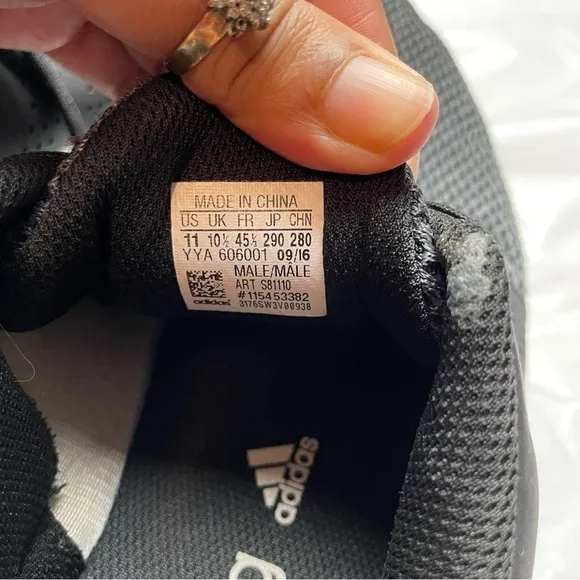 MADE IN CHINA
US UK FR JP CHN
11 10½ 45⅓ 290 280
YYA 606001 09/16
MALE/MÂLE
ART S81110
#115453382
adidas 3176SW3V00938
adidas